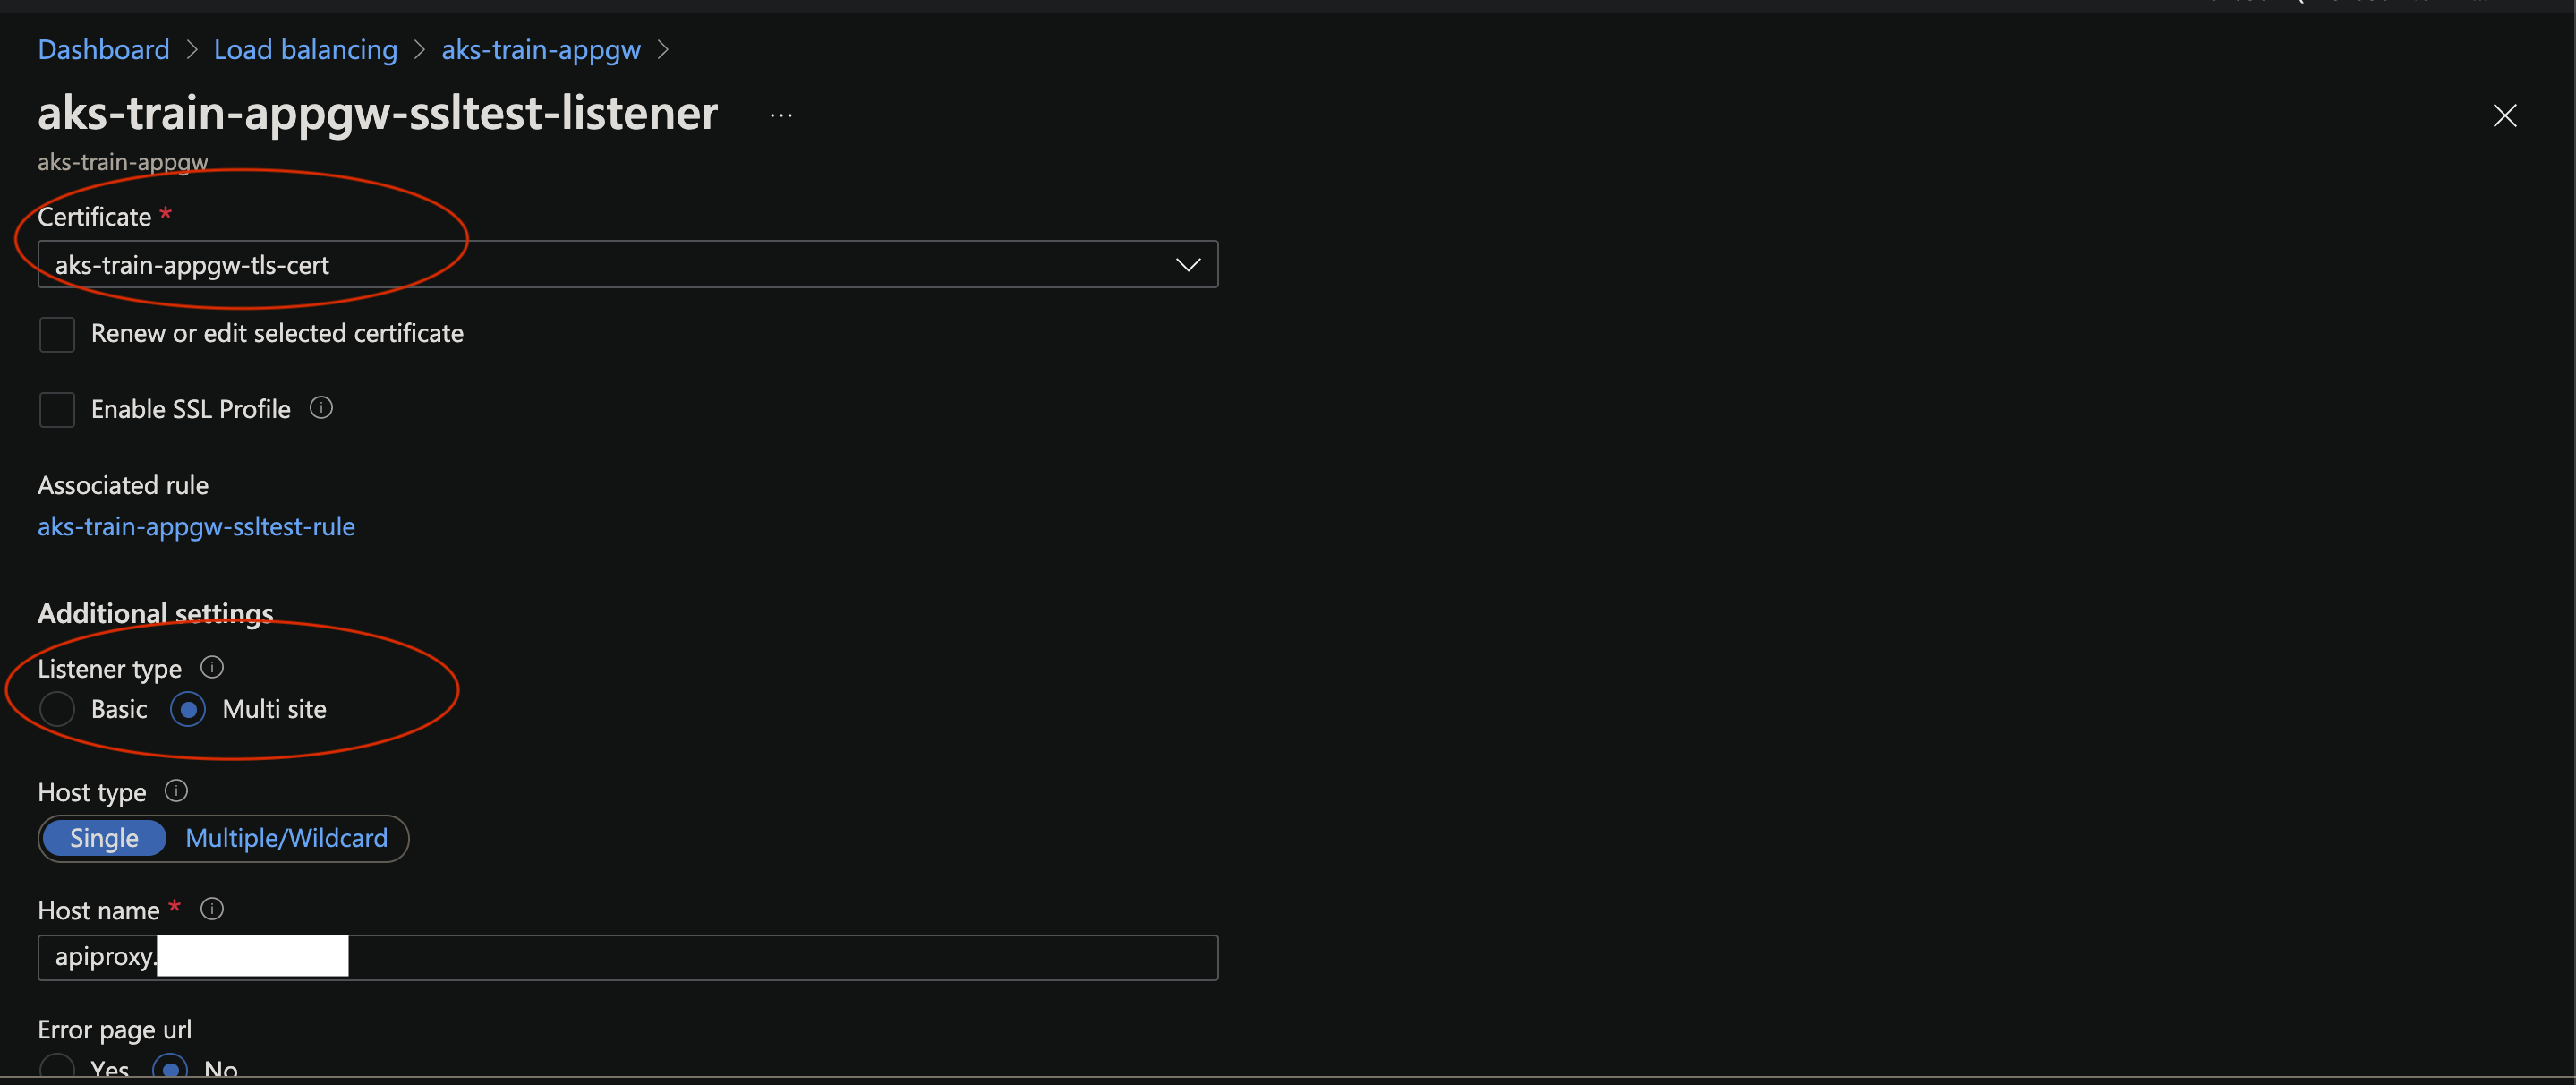 Dashboard > Load balancing > aks-train-appgw >
aks-train-appgw-ssltest-listener ...
aks-train-appgw
Certificate *
aks-train-appgw-tls-cert
Renew or edit selected certificate
Enable SSL Profile
Associated rule
aks-train-appgw-ssltest-rule
Additional settings
Listener type
Basic Multi site
Host type
Single Multiple/Wildcard
Host name *
apiproxy.
Error page url
Yes No